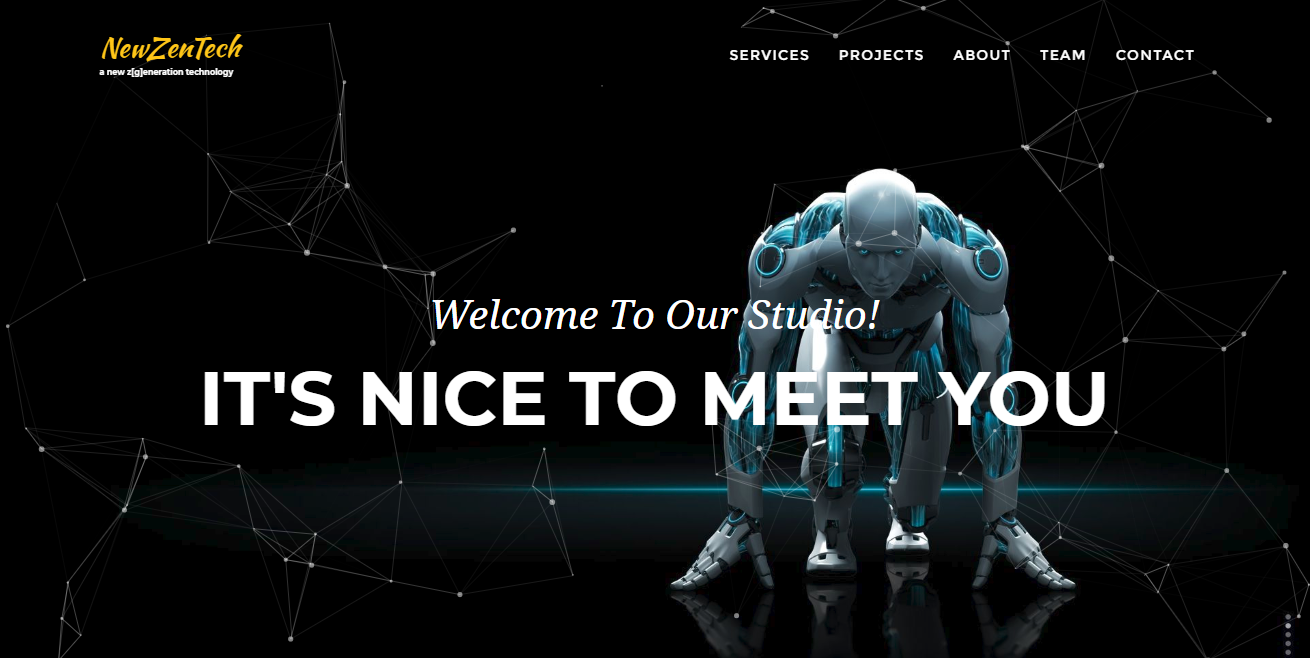 NewZenTech
a new z[g]eneration technology
SERVICES PROJECTS ABOUT TEAM CONTACT
Welcome To Our Studio!
IT'S NICE TO MEET YOU